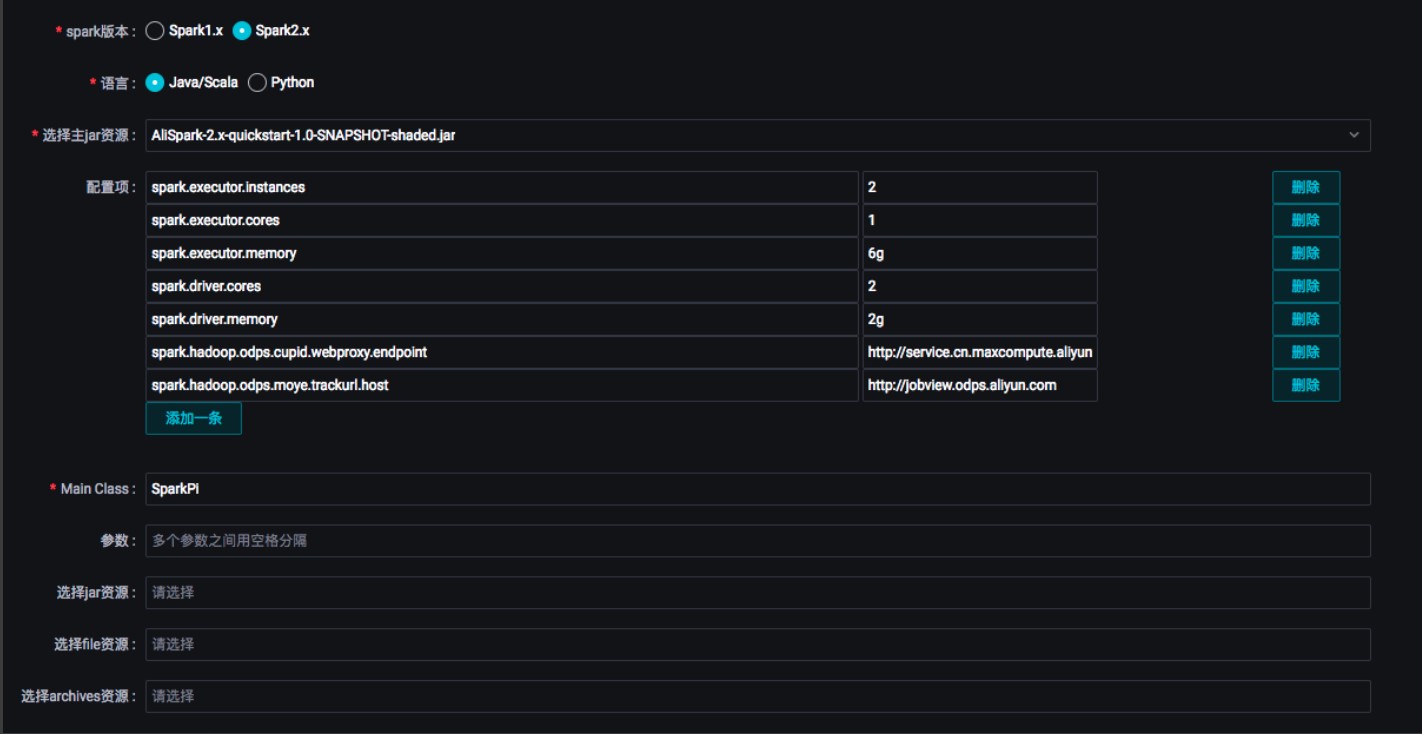 * spark版本 : Spark1.x Spark2.x
* 语言 : Java/Scala Python
* 选择主jar资源 : AliSpark-2.x-quickstart-1.0-SNAPSHOT-shaded.jar
配置项 : spark.executor.instances 2 删除
spark.executor.cores 1 删除
spark.executor.memory 6g 删除
spark.driver.cores 2 删除
spark.driver.memory 2g 删除
spark.hadoop.odps.cupid.webproxy.endpoint http://service.cn.maxcompute.aliyun 删除
spark.hadoop.odps.moye.trackurl.host http://jobview.odps.aliyun.com 删除
添加一条
* Main Class : SparkPi
参数 : 多个参数之间用空格分隔
选择jar资源 : 请选择
选择file资源 : 请选择
选择archives资源 : 请选择